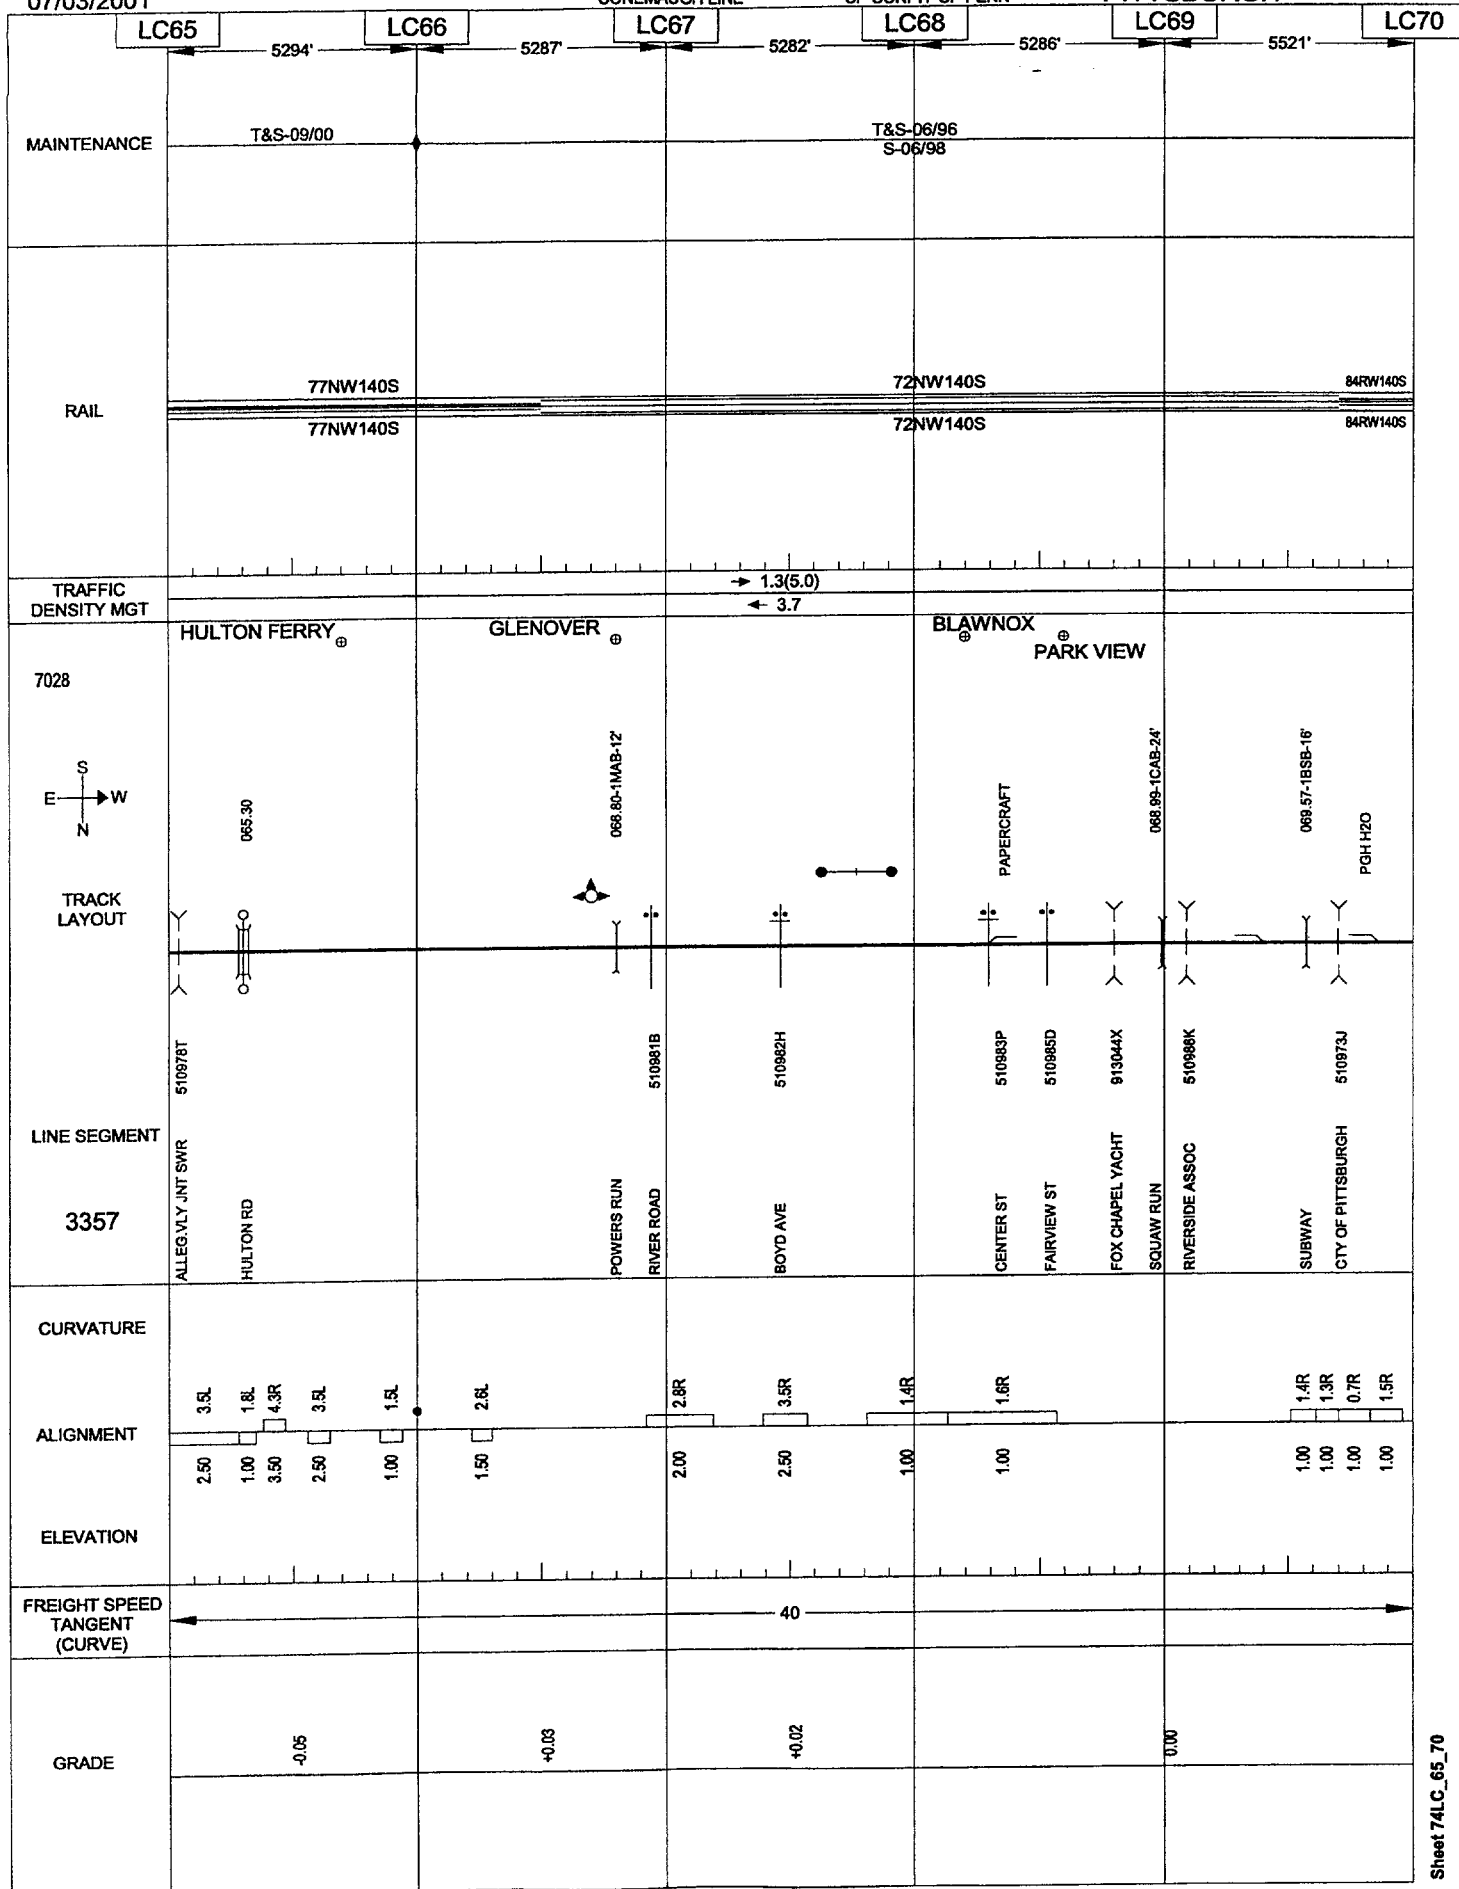 07/03/2001
LC65 LC66 LC67 LC68 LC69 LC70
5294' 5287' 5282' 5286' 5521'
MAINTENANCE
T&S-09/00
T&S-06/96
S-06/98
RAIL
77NW140S 72NW140S 84RW140S
77NW140S 72NW140S 84RW140S
TRAFFIC
DENSITY MGT
1.3(5.0)
3.7
HULTON FERRY GLENOVER BLAWNOX
PARK VIEW
7028
S
E W
N
065.30
068.80-1MAB-12'
PAPERCRAFT
068.99-1CAB-24'
069.57-1BSB-16'
PGH H2O
TRACK
LAYOUT
510978T
510981B
510982H
510983P
510985D
913044X
510986K
510973J
LINE SEGMENT
3357
ALLEG.VLY JNT SWR
HULTON RD
POWERS RUN
RIVER ROAD
BOYD AVE
CENTER ST
FAIRVIEW ST
FOX CHAPEL YACHT
SQUAW RUN
RIVERSIDE ASSOC
SUBWAY
CTY OF PITTSBURGH
CURVATURE
3.5L 1.8L 4.3R 3.5L 1.5L 2.6L 2.8R 3.5R 1.4R 1.6R 1.4R 1.3R 0.7R 1.5R
ALIGNMENT
2.50 1.00 3.50 2.50 1.00 1.50 2.00 2.50 1.00 1.00 1.00 1.00 1.00 1.00
ELEVATION
FREIGHT SPEED
TANGENT
(CURVE)
40
GRADE
-0.05 +0.03 +0.02 0.00
Sheet 74LC_65_70